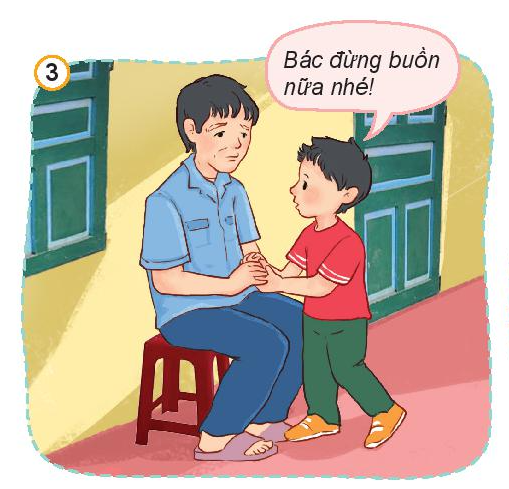 3
Bác đừng buồn
nữa nhé!